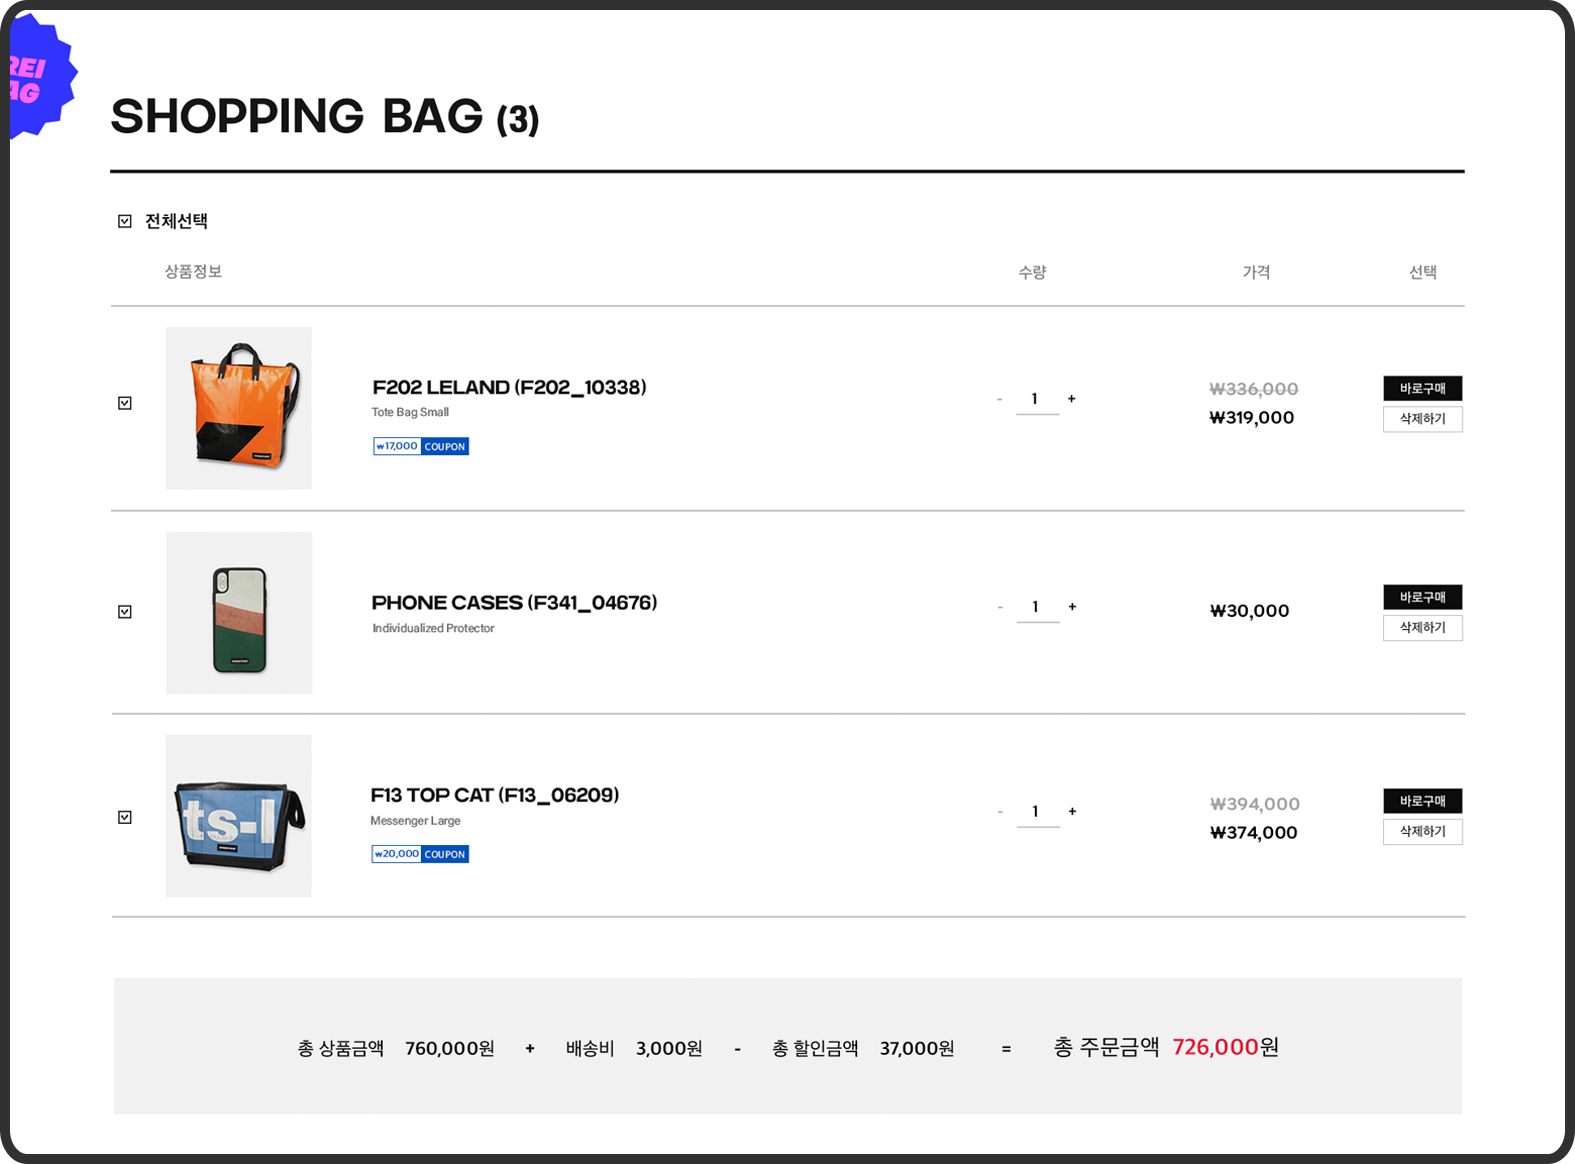 REI
AG
SHOPPING BAG (3)
전체선택
상품정보 수량 가격 선택
F202 LELAND (F202_10338)
Tote Bag Small
₩17,000 COUPON
- 1 +
₩336,000
₩319,000
바로구매
삭제하기
PHONE CASES (F341_04676)
Individualized Protector
- 1 +
₩30,000
바로구매
삭제하기
ts-l
F13 TOP CAT (F13_06209)
Messenger Large
₩20,000 COUPON
- 1 +
₩394,000
₩374,000
바로구매
삭제하기
총 상품금액 760,000원 + 배송비 3,000원 - 총 할인금액 37,000원 = 총 주문금액 726,000원